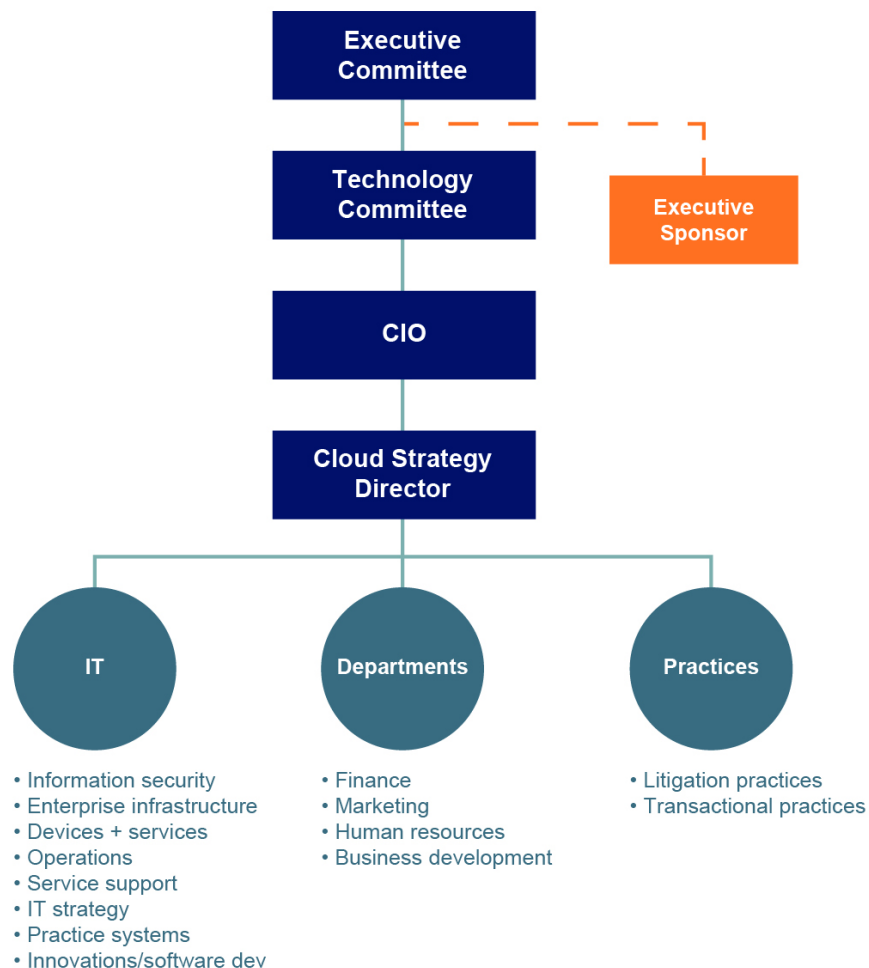 Executive
Committee
Technology
Committee
Executive
Sponsor
CIO
Cloud Strategy
Director
IT
Departments
Practices
• Information security
• Enterprise infrastructure
• Devices + services
• Operations
• Service support
• IT strategy
• Practice systems
• Innovations/software dev
• Finance
• Marketing
• Human resources
• Business development
• Litigation practices
• Transactional practices